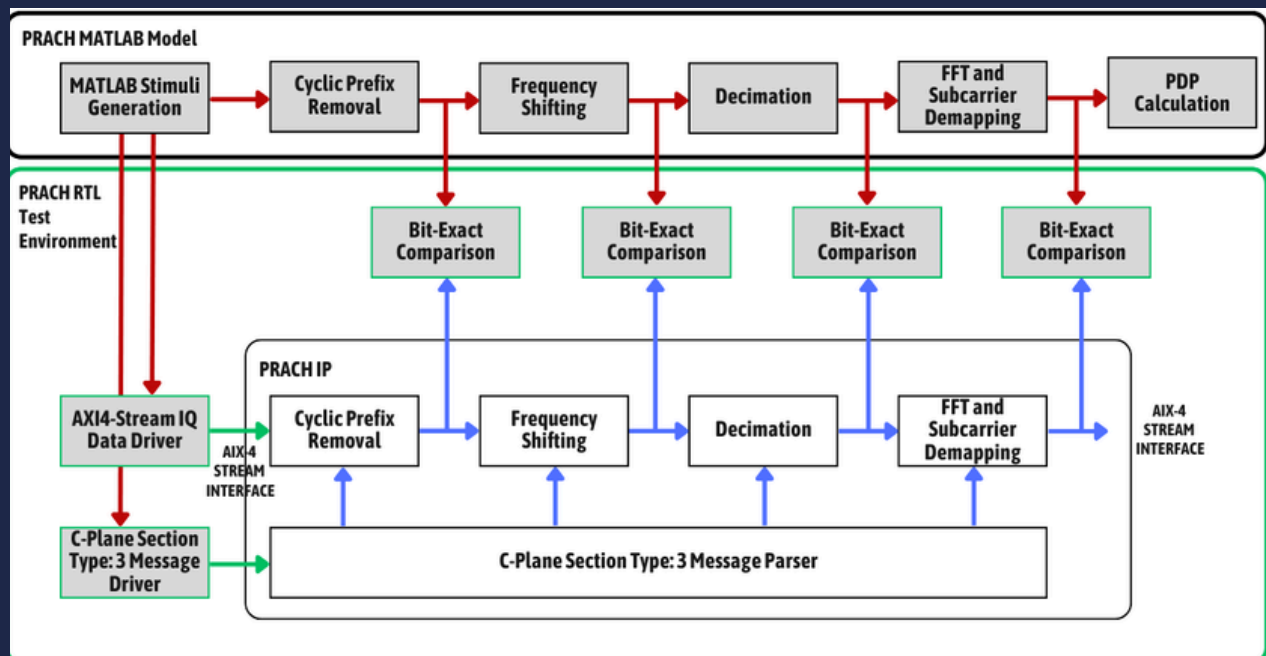 PRACH MATLAB Model
MATLAB Stimuli
Generation
Cyclic Prefix
Removal
Frequency
Shifting
Decimation
FFT and
Subcarrier
Demapping
PDP
Calculation
PRACH RTL
Test
Environment
Bit-Exact
Comparison
Bit-Exact
Comparison
Bit-Exact
Comparison
Bit-Exact
Comparison
PRACH IP
AXI4-Stream IQ
Data Driver
AIX-4
STREAM
INTERFACE
Cyclic Prefix
Removal
Frequency
Shifting
Decimation
FFT and
Subcarrier
Demapping
AIX-4
STREAM
INTERFACE
C-Plane Section
Type: 3 Message
Driver
C-Plane Section Type: 3 Message Parser